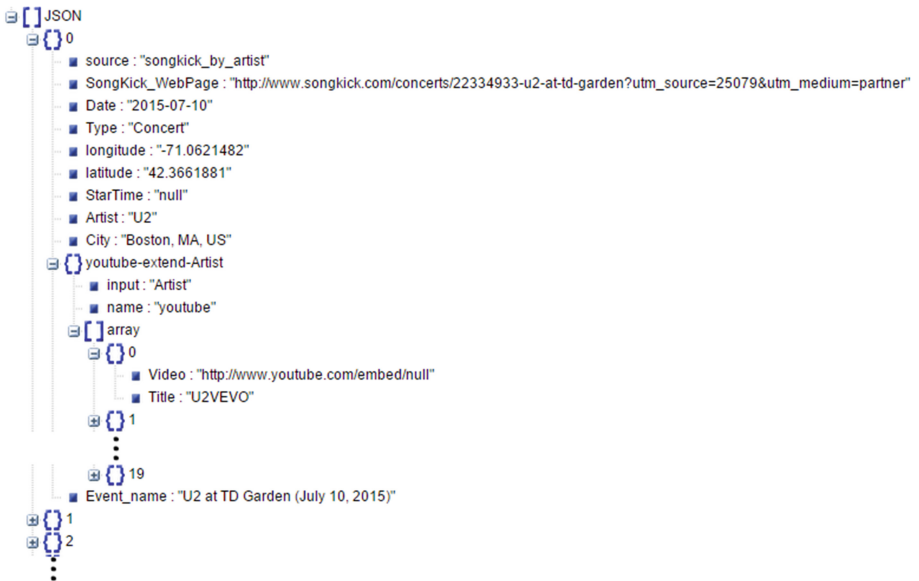 [ ] JSON
{ } 0
source : "songkick_by_artist"
SongKick_WebPage : "http://www.songkick.com/concerts/22334933-u2-at-td-garden?utm_source=25079&utm_medium=partner"
Date : "2015-07-10"
Type : "Concert"
longitude : "-71.0621482"
latitude : "42.3661881"
StarTime : "null"
Artist : "U2"
City : "Boston, MA, US"
{ } youtube-extend-Artist
input : "Artist"
name : "youtube"
[ ] array
{ } 0
Video : "http://www.youtube.com/embed/null"
Title : "U2VEVO"
{ } 1
{ } 19
Event_name : "U2 at TD Garden (July 10, 2015)"
{ } 1
{ } 2